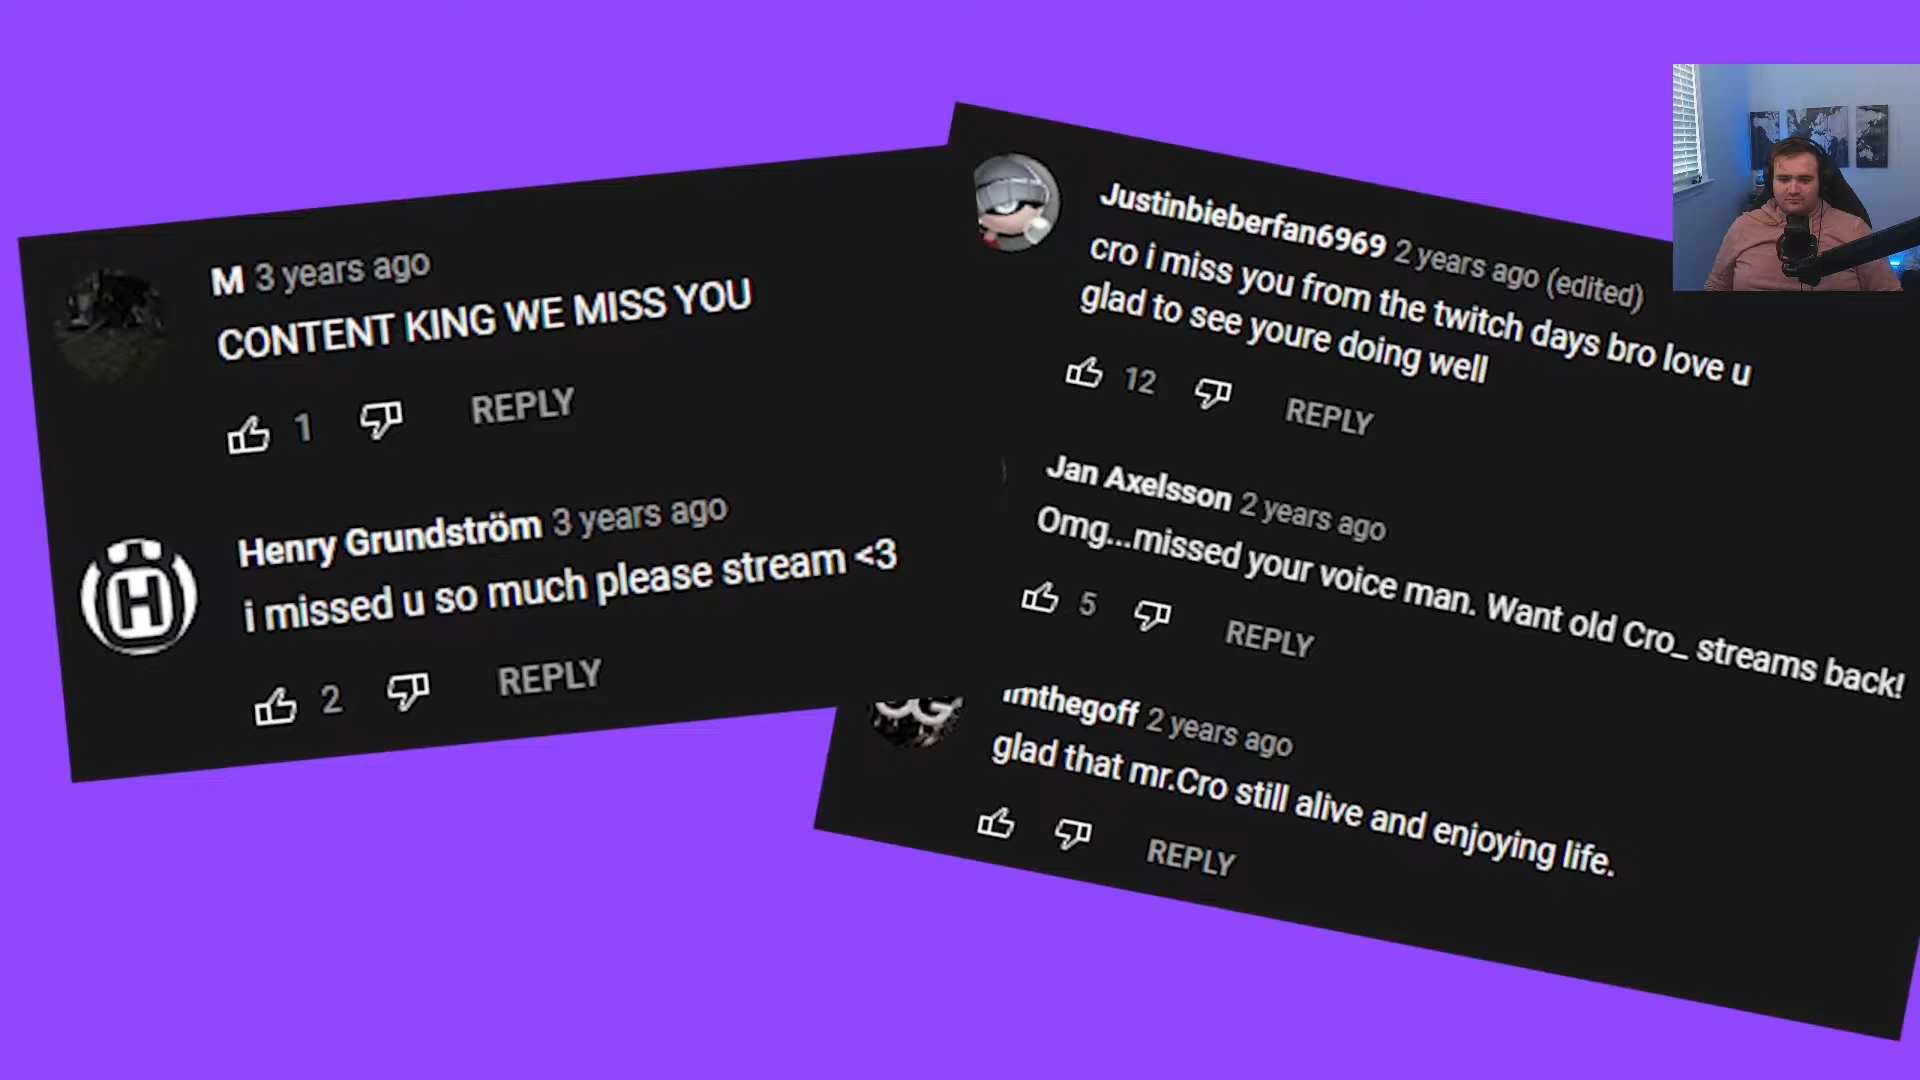 M 3 years ago
CONTENT KING WE MISS YOU
1 REPLY
Henry Grundström 3 years ago
i missed u so much please stream <3
2 REPLY
Justinbieberfan6969 2 years ago (edited)
cro i miss you from the twitch days bro love u
glad to see youre doing well
12 REPLY
Jan Axelsson 2 years ago
Omg...missed your voice man. Want old Cro_ streams back!
5 REPLY
imthegoff 2 years ago
glad that mr.Cro still alive and enjoying life.
REPLY